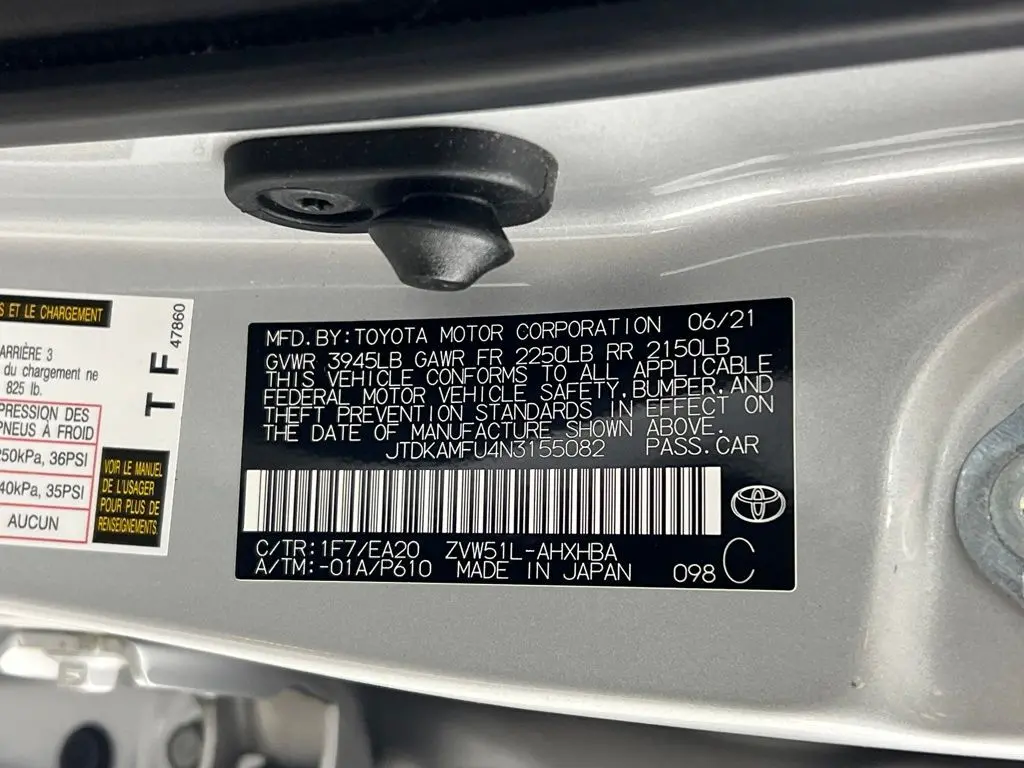 S ET LE CHARGEMENT
ARRIÈRE 3
du chargement ne
825 lb.
PRESSION DES
PNEUS À FROID
250kPa, 36PSI
240kPa, 35PSI
AUCUN
VOIR LE MANUEL
DE L'USAGER
POUR PLUS DE
RENSEIGNEMENTS
T F
47860
MFD.BY:TOYOTA MOTOR CORPORATION 06/21
GVWR 3945LB GAWR FR 2250LB RR 2150LB
THIS VEHICLE CONFORMS TO ALL APPLICABLE
FEDERAL MOTOR VEHICLE SAFETY,BUMPER,AND
THEFT PREVENTION STANDARDS IN EFFECT ON
THE DATE OF MANUFACTURE SHOWN ABOVE.
JTDKAMFU4N3155082 PASS.CAR
C/TR:1F7/EA20 ZVW51L-AHXHBA
A/TM:-01A/P610 MADE IN JAPAN 098 C